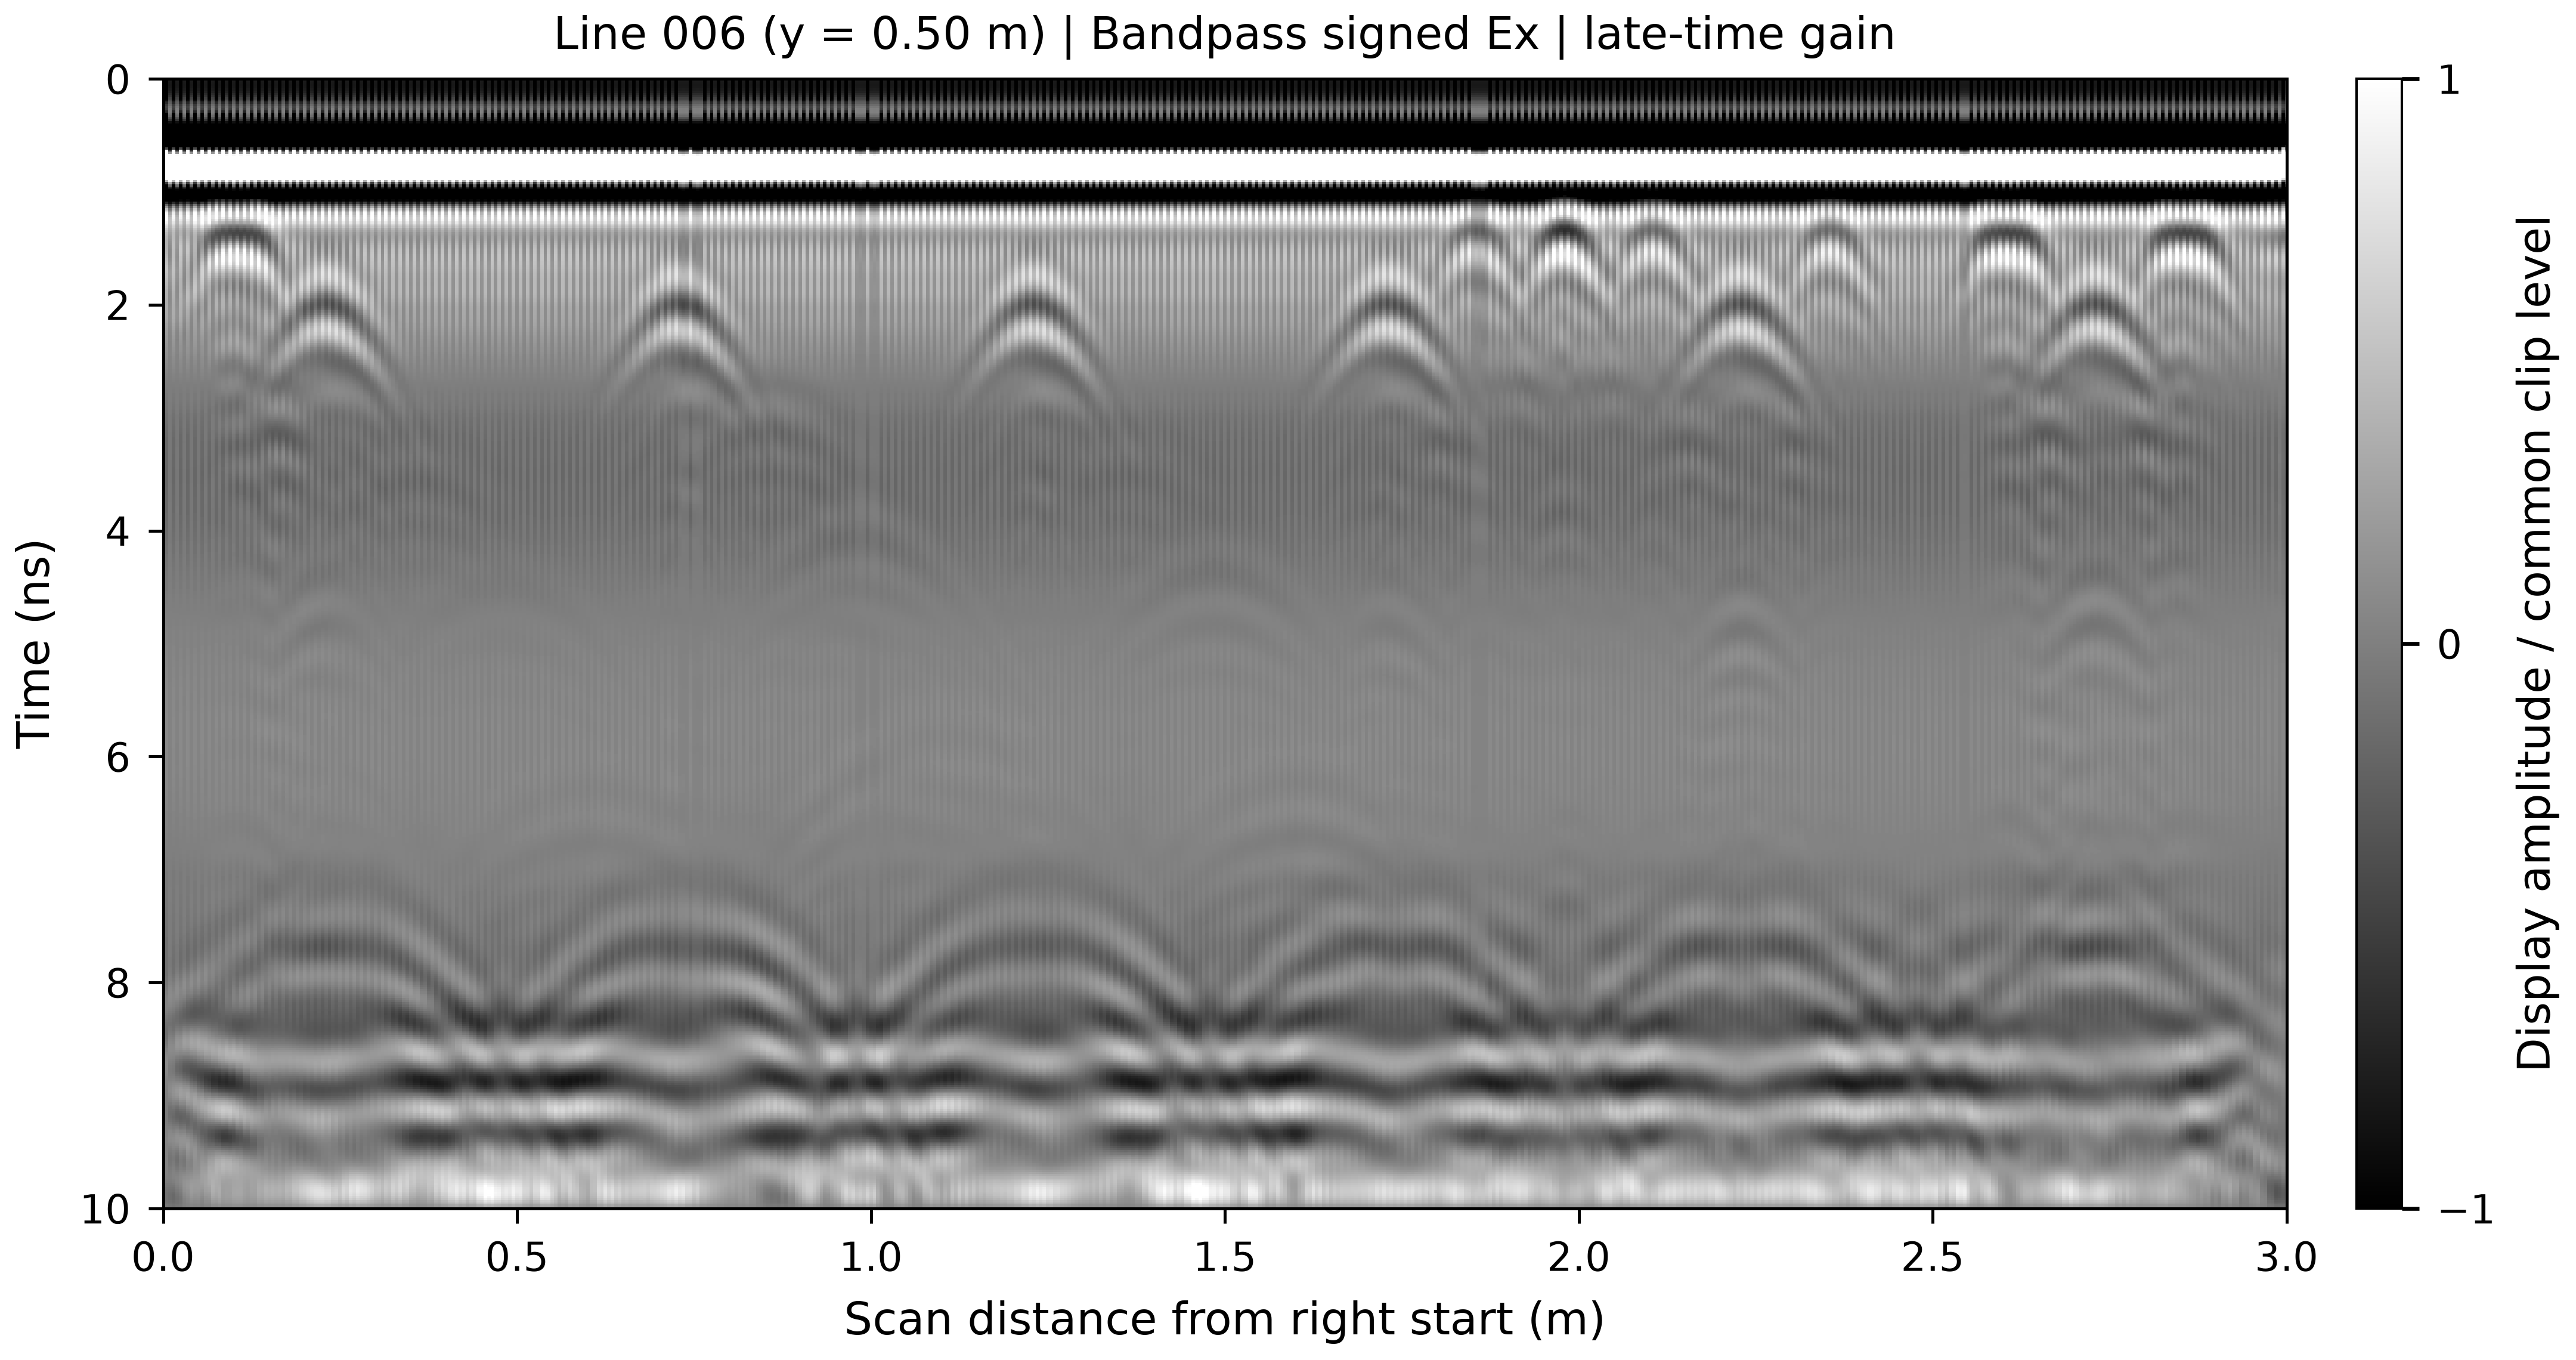 Line 006 (y = 0.50 m) | Bandpass signed Ex | late-time gain
0
2
4
6
8
10
Time (ns)
0.0 0.5 1.0 1.5 2.0 2.5 3.0
Scan distance from right start (m)
1
0
−1
Display amplitude / common clip level